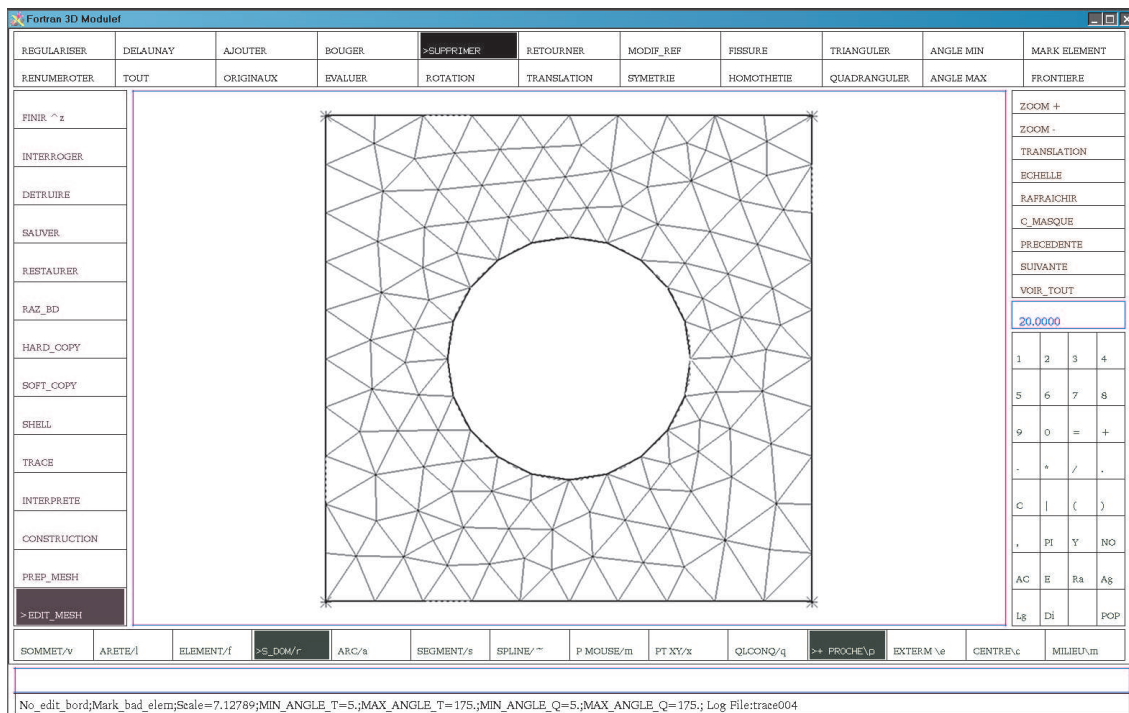 Fortran 3D Modulef
REGULARISER DELAUNAY AJOUTER BOUGER >SUPPRIMER RETOURNER MODIF_REF FISSURE TRIANGULER ANGLE MIN MARK ELEMENT
RENUMEROTER TOUT ORIGINAUX EVALUER ROTATION TRANSLATION SYMETRIE HOMOTHETIE QUADRANGULER ANGLE MAX FRONTIERE
FINIR ^z
INTERROGER
DETRUIRE
SAUVER
RESTAURER
RAZ_BD
HARD_COPY
SOFT_COPY
SHELL
TRACE
INTERPRETE
CONSTRUCTION
PREP_MESH
>EDIT_MESH
ZOOM +
ZOOM -
TRANSLATION
ECHELLE
RAFRAICHIR
C_MASQUE
PRECEDENTE
SUIVANTE
VOIR_TOUT
20.0000
1 2 3 4
5 6 7 8
9 0 = +
- * / .
C | ( )
, PI Y NO
AC E Ra Ag
Lg Di POP
SOMMET/v ARETE/l ELEMENT/f >S_DOM/r ARC/a SEGMENT/s SPLINE/~ P MOUSE/m PT XY/x QLCONQ/q >+ PROCHE\p EXTERM \e CENTRE\c MILIEU\m
No_edit_bord;Mark_bad_elem;Scale=7.12789;MIN_ANGLE_T=5.;MAX_ANGLE_T=175.;MIN_ANGLE_Q=5.;MAX_ANGLE_Q=175.; Log File:trace004